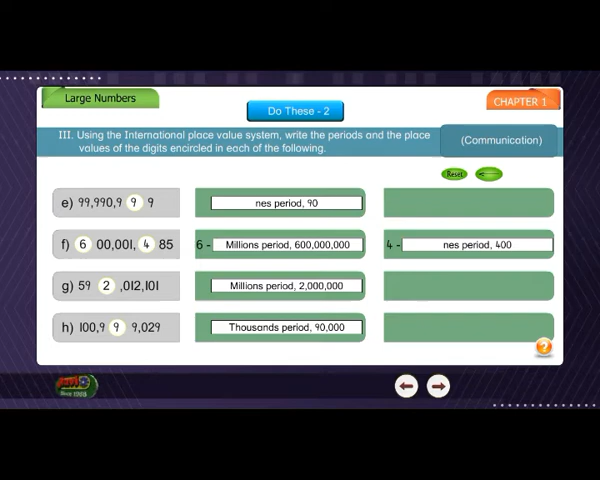 Large Numbers
Do These - 2
CHAPTER 1
III. Using the International place value system, write the periods and the place
values of the digits encircled in each of the following.
(Communication)
Reset
e) 99,990,9 9 9
nes period, 90
f) 6 00,001, 4 85
6 - Millions period, 600,000,000
4 - nes period, 400
g) 59 2 ,012,101
Millions period, 2,000,000
h) 100,9 9 9,029
Thousands period, 90,000
?
Since 1950